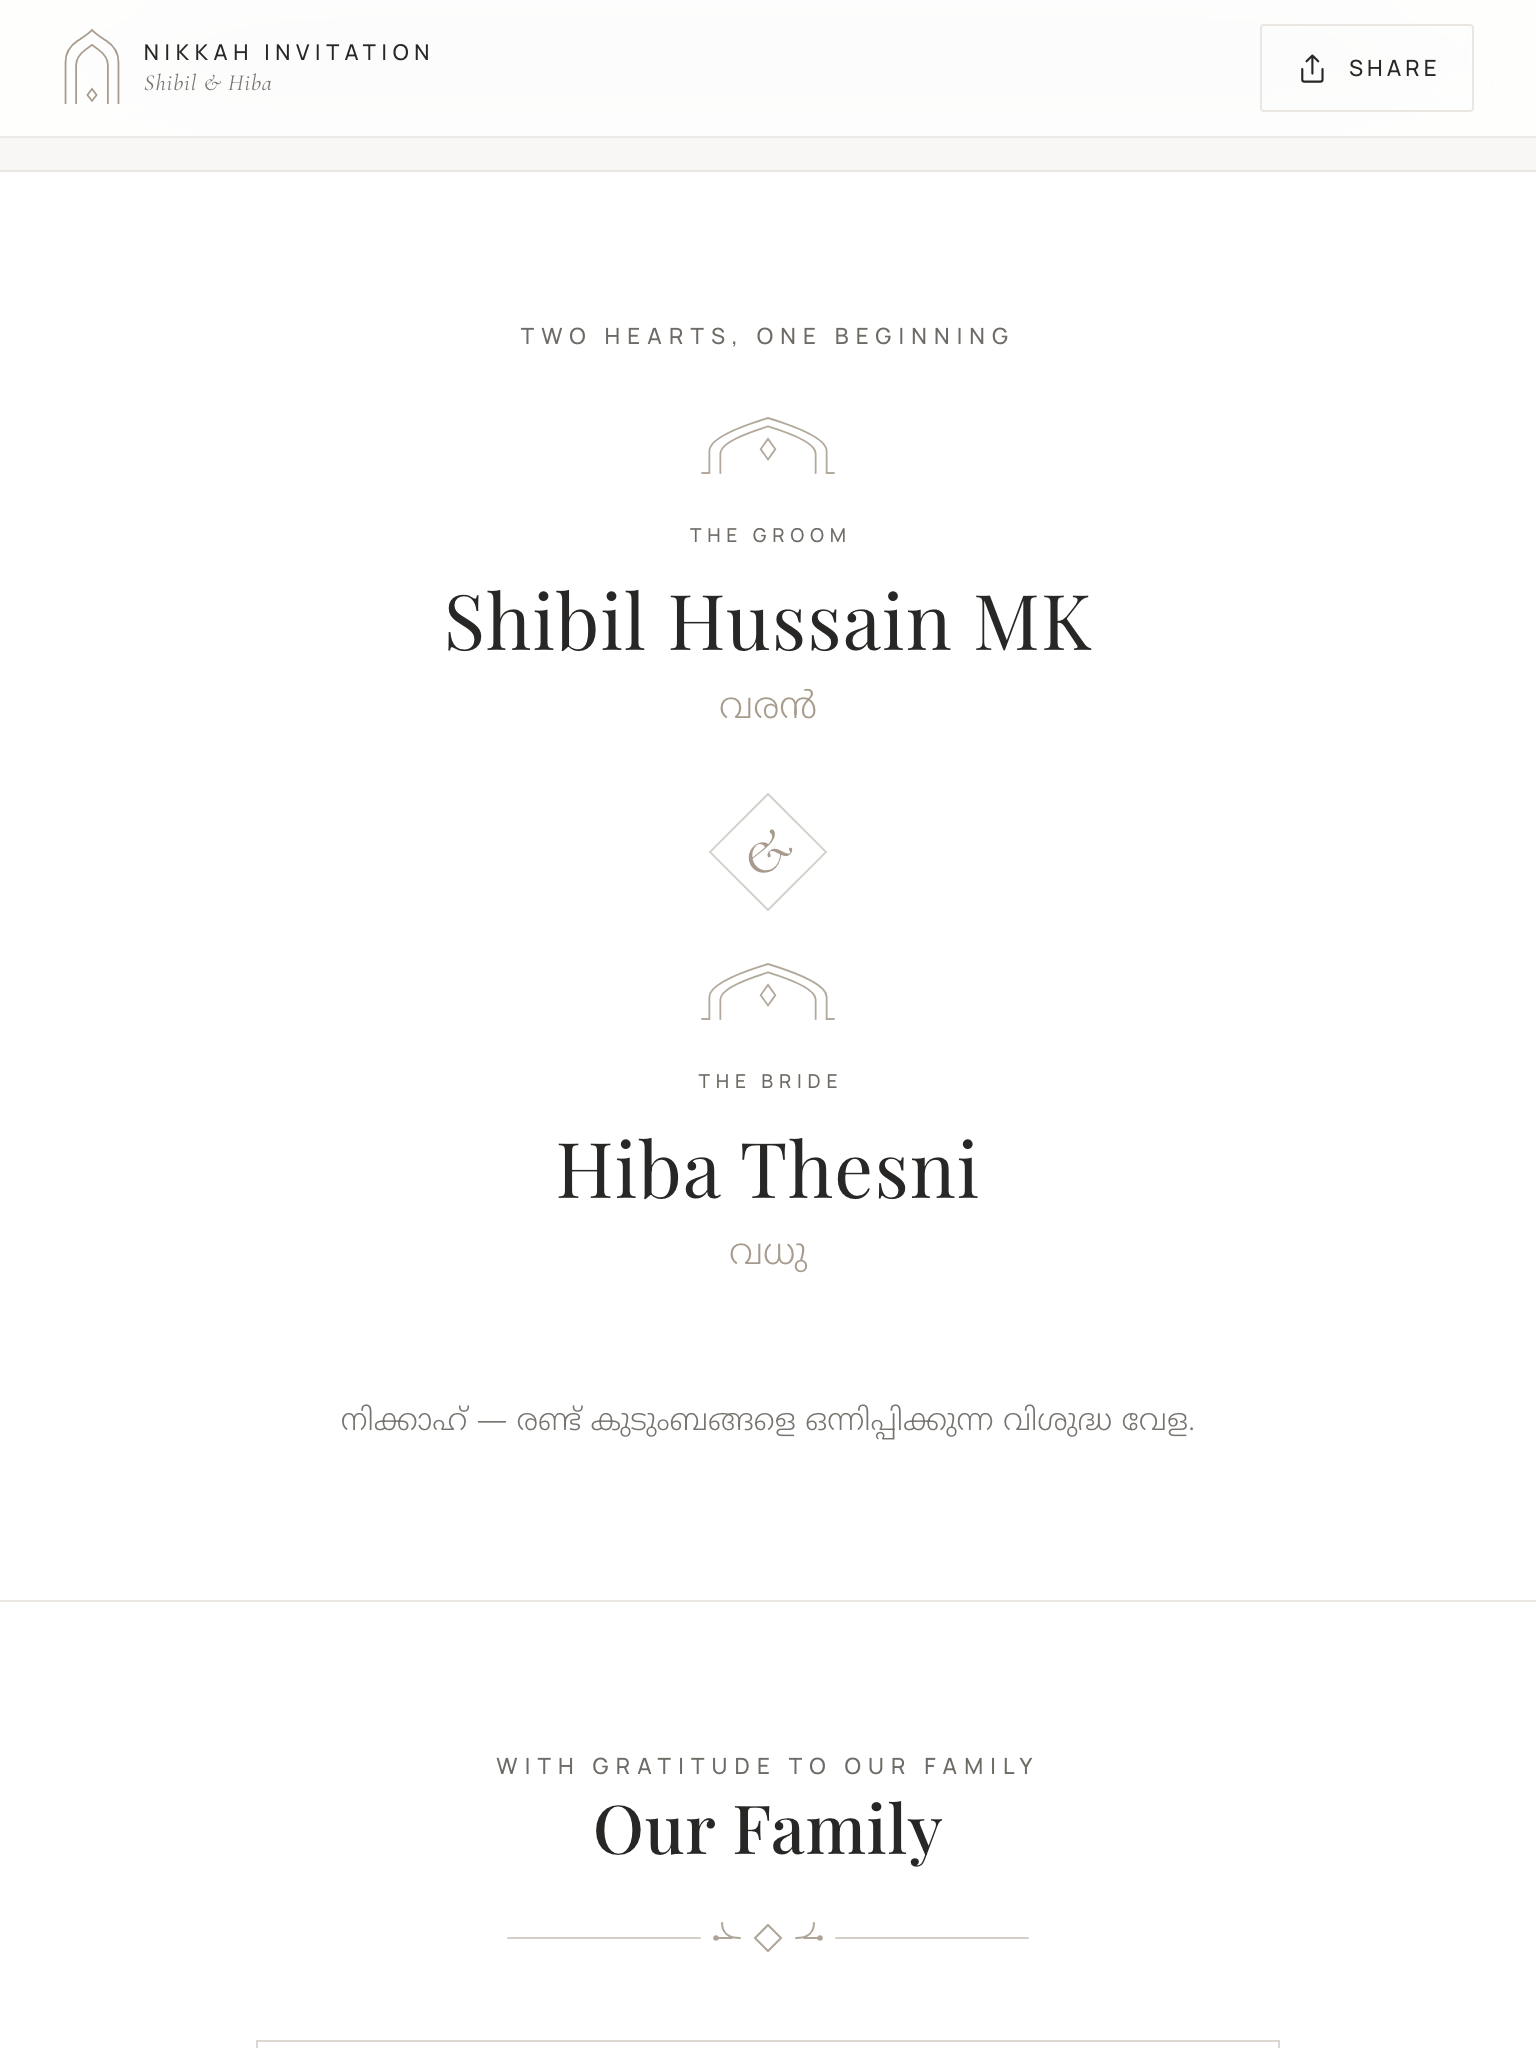 NIKKAH INVITATION
Shibil & Hiba
SHARE
TWO HEARTS, ONE BEGINNING
THE GROOM
Shibil Hussain MK
വരൻ
&
THE BRIDE
Hiba Thesni
വധു
നിക്കാഹ് — രണ്ട് കുടുംബങ്ങളെ ഒന്നിപ്പിക്കുന്ന വിശുദ്ധ വേള.
WITH GRATITUDE TO OUR FAMILY
Our Family